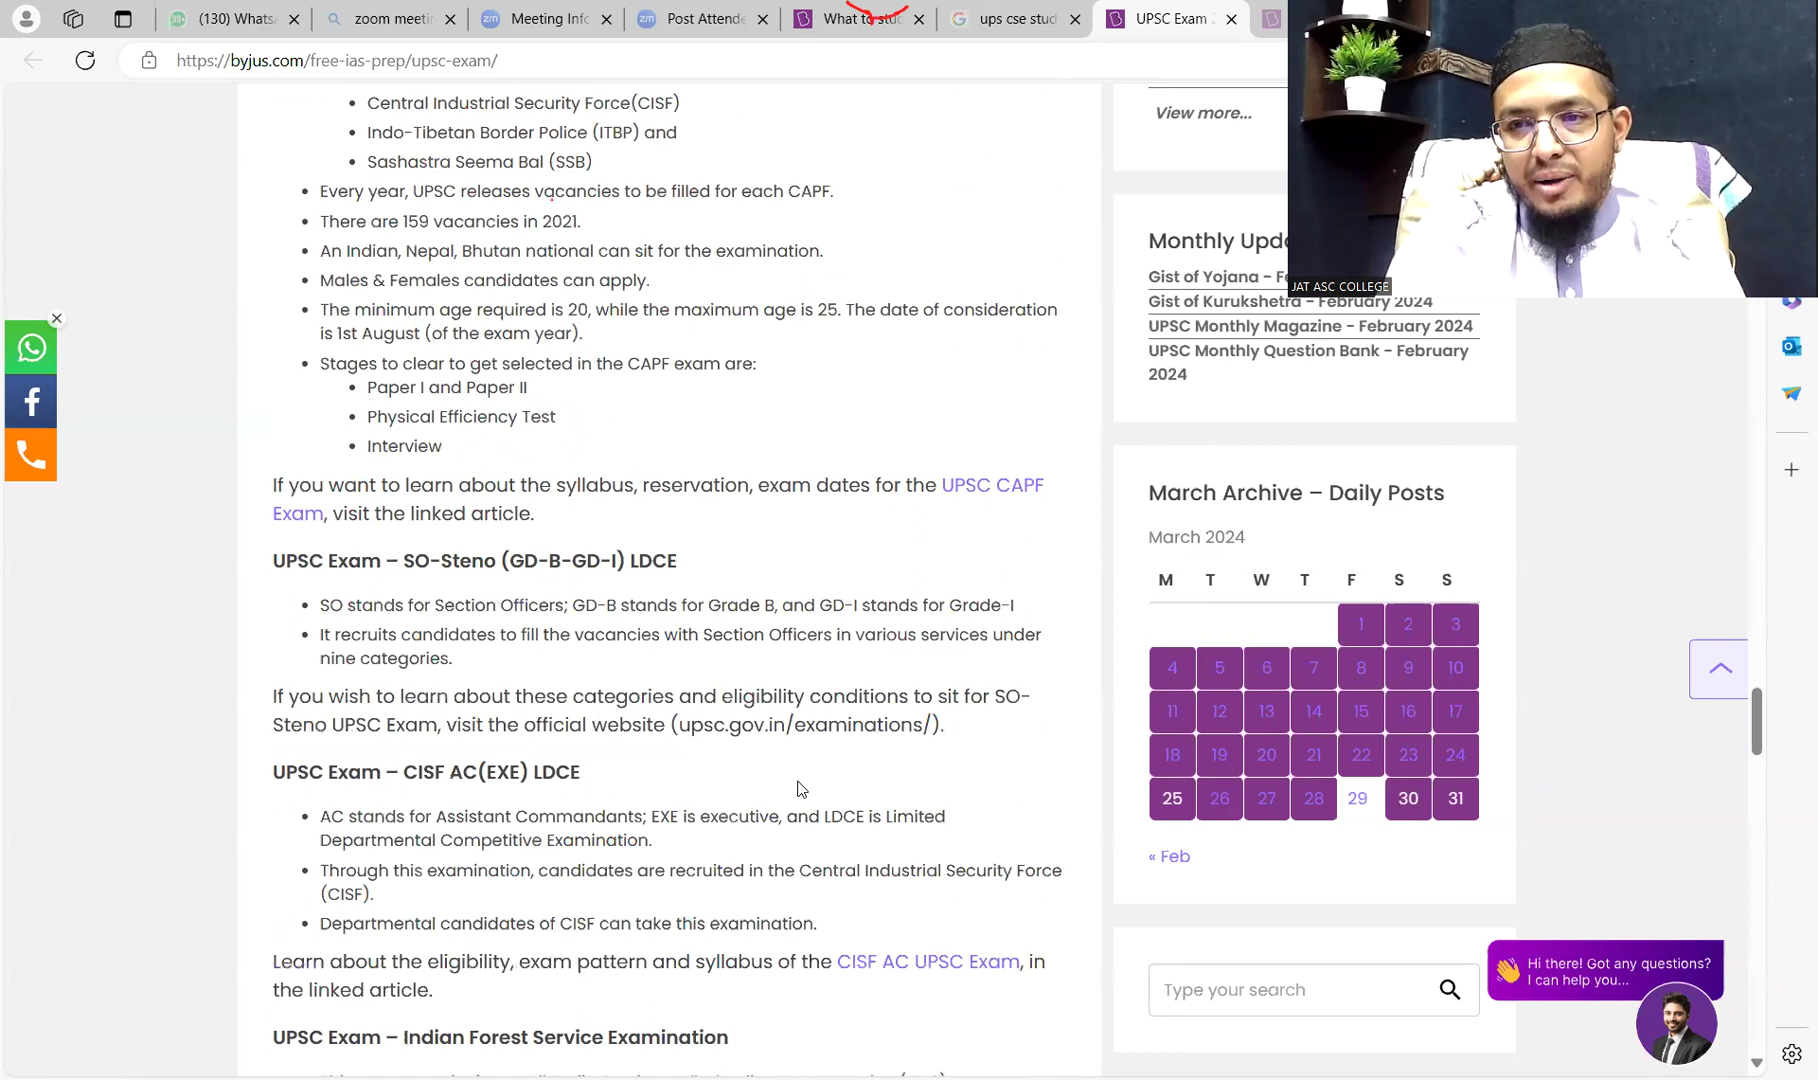 (130) Whats
zoom meeti
Meeting Inf
Post Attend
What to stu
ups cse stud
UPSC Exam
https://byjus.com/free-ias-prep/upsc-exam/
Central Industrial Security Force(CISF)
Indo-Tibetan Border Police (ITBP) and
Sashastra Seema Bal (SSB)
Every year, UPSC releases vacancies to be filled for each CAPF.
There are 159 vacancies in 2021.
An Indian, Nepal, Bhutan national can sit for the examination.
Males & Females candidates can apply.
The minimum age required is 20, while the maximum age is 25. The date of consideration
is 1st August (of the exam year).
Stages to clear to get selected in the CAPF exam are:
Paper I and Paper II
Physical Efficiency Test
Interview
If you want to learn about the syllabus, reservation, exam dates for the UPSC CAPF
Exam, visit the linked article.
UPSC Exam – SO-Steno (GD-B-GD-I) LDCE
SO stands for Section Officers; GD-B stands for Grade B, and GD-I stands for Grade-I
It recruits candidates to fill the vacancies with Section Officers in various services under
nine categories.
If you wish to learn about these categories and eligibility conditions to sit for SO-
Steno UPSC Exam, visit the official website (upsc.gov.in/examinations/).
UPSC Exam – CISF AC(EXE) LDCE
AC stands for Assistant Commandants; EXE is executive, and LDCE is Limited
Departmental Competitive Examination.
Through this examination, candidates are recruited in the Central Industrial Security Force
(CISF).
Departmental candidates of CISF can take this examination.
Learn about the eligibility, exam pattern and syllabus of the CISF AC UPSC Exam, in
the linked article.
UPSC Exam – Indian Forest Service Examination
View more...
Monthly Upd
Gist of Yojana - F
Gist of Kurukshetra - February 2024
UPSC Monthly Magazine - February 2024
UPSC Monthly Question Bank - February
2024
JAT ASC COLLEGE
March Archive – Daily Posts
March 2024
M T W T F S S
1 2 3
4 5 6 7 8 9 10
11 12 13 14 15 16 17
18 19 20 21 22 23 24
25 26 27 28 29 30 31
« Feb
Type your search
Hi there! Got any questions?
I can help you...